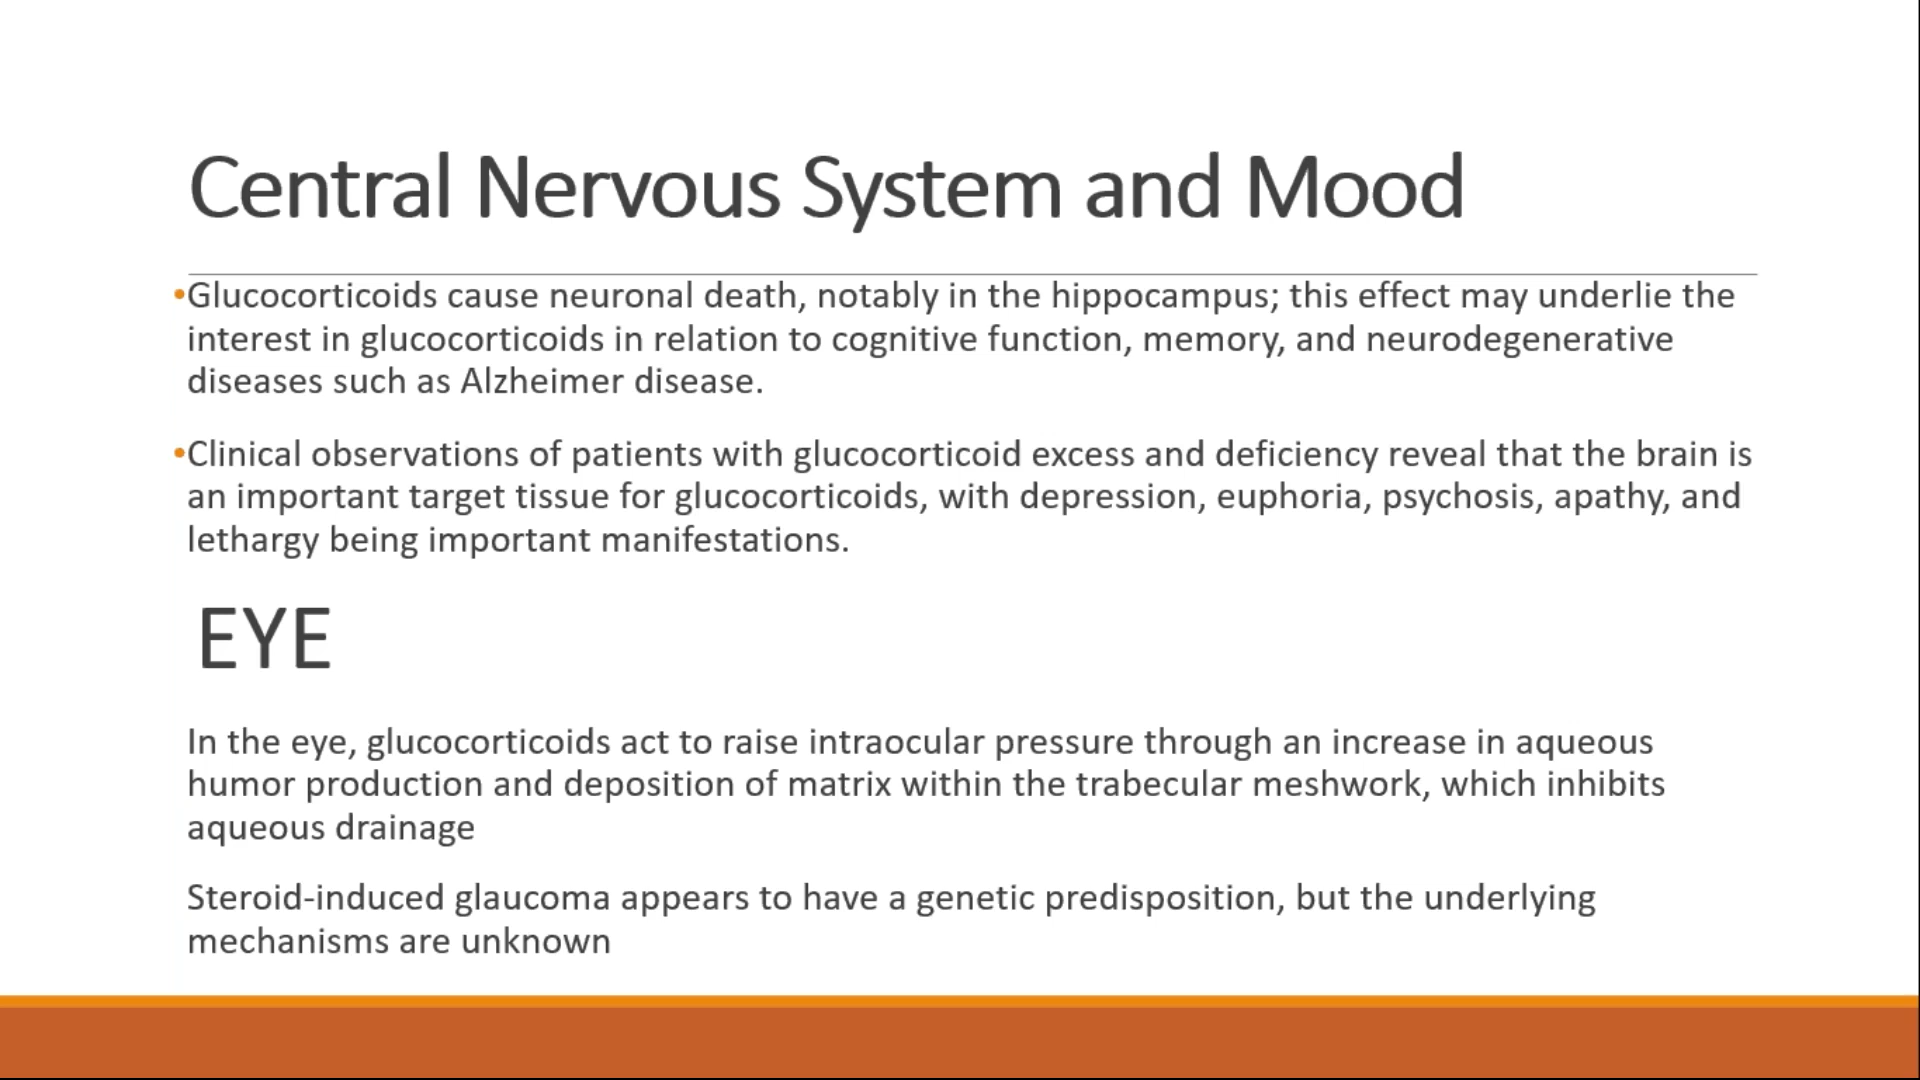 Central Nervous System and Mood
•Glucocorticoids cause neuronal death, notably in the hippocampus; this effect may underlie the
interest in glucocorticoids in relation to cognitive function, memory, and neurodegenerative
diseases such as Alzheimer disease.
•Clinical observations of patients with glucocorticoid excess and deficiency reveal that the brain is
an important target tissue for glucocorticoids, with depression, euphoria, psychosis, apathy, and
lethargy being important manifestations.
EYE
In the eye, glucocorticoids act to raise intraocular pressure through an increase in aqueous
humor production and deposition of matrix within the trabecular meshwork, which inhibits
aqueous drainage
Steroid-induced glaucoma appears to have a genetic predisposition, but the underlying
mechanisms are unknown